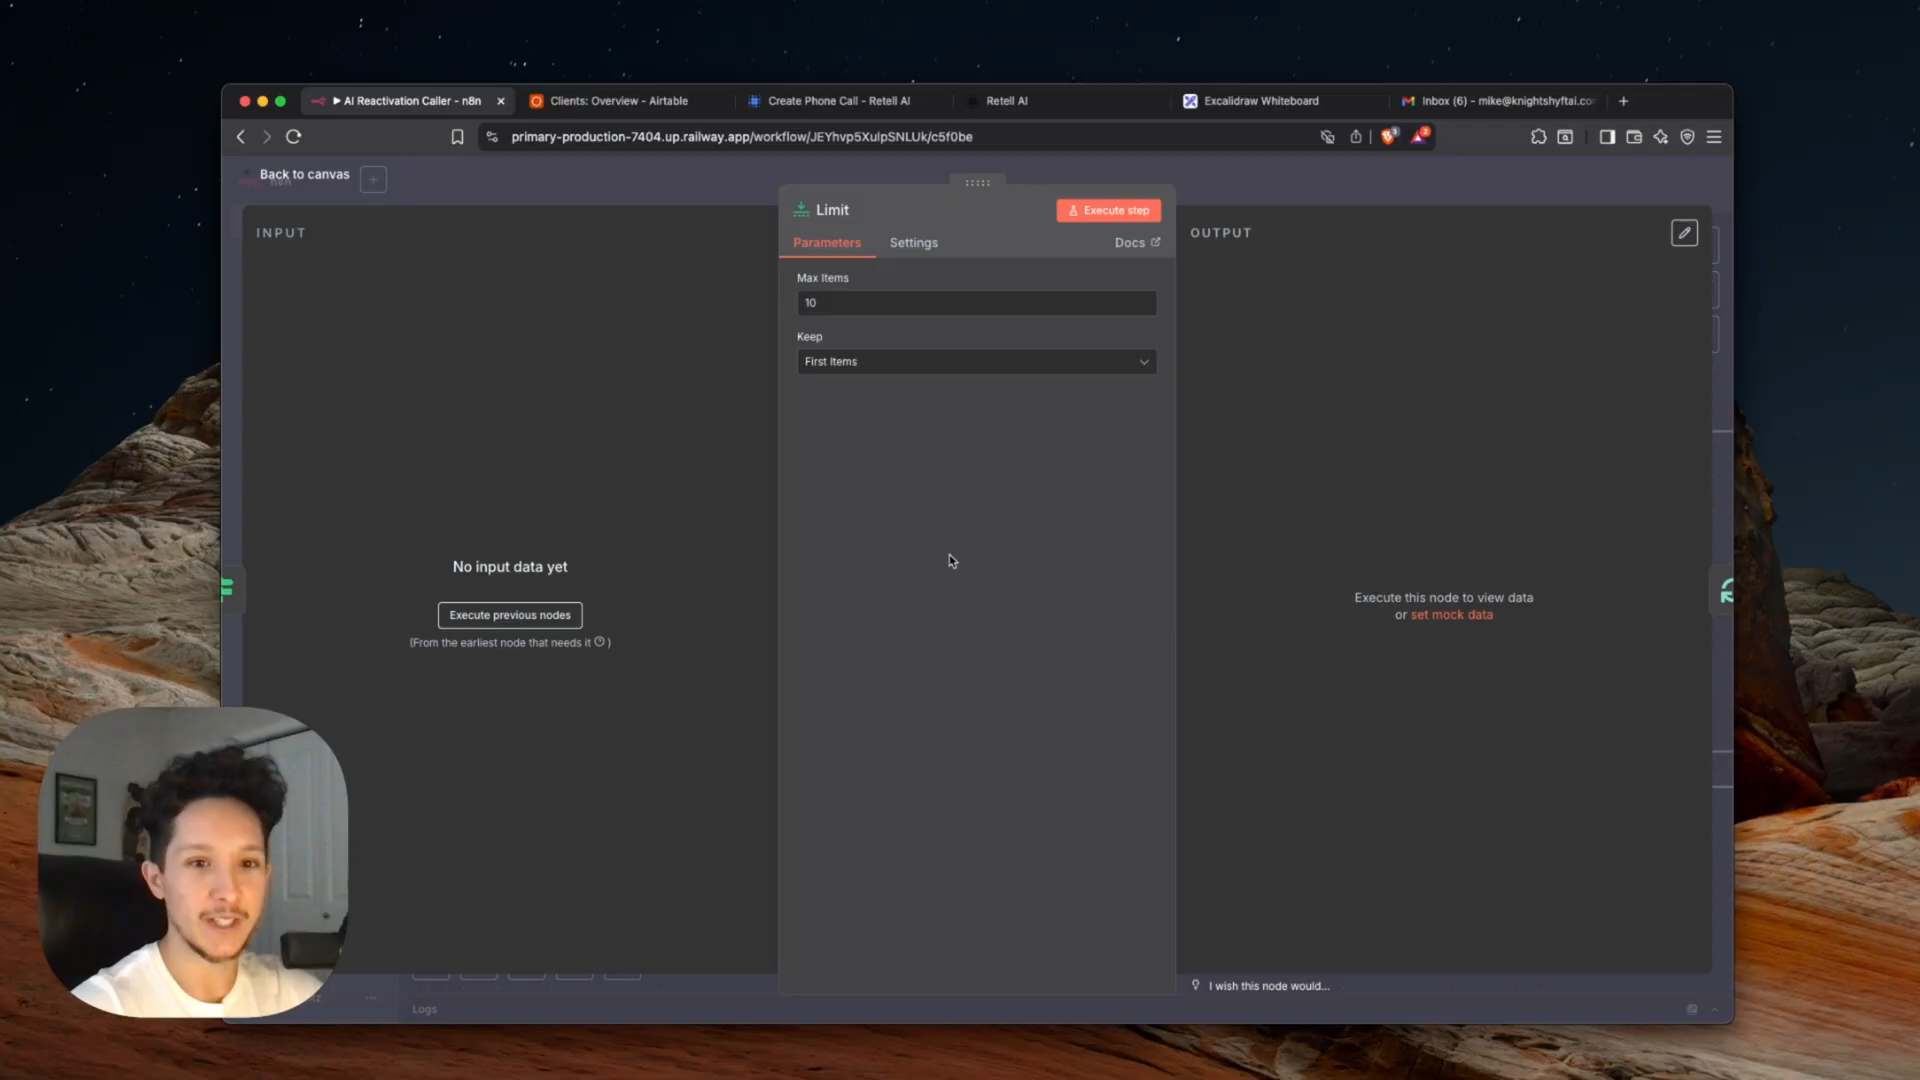 AI Reactivation Caller - n8n
Clients: Overview - Airtable
Create Phone Call - Retell AI
Retell AI
Excalidraw Whiteboard
Inbox (6) - mike@knightshyftai.co
primary-production-7404.up.railway.app/workflow/JEYhvp5XulpSNLUk/c5f0be
Back to canvas
n8n
INPUT
Limit
Execute step
OUTPUT
Parameters
Settings
Docs
Max Items
10
Keep
First Items
No input data yet
Execute previous nodes
(From the earliest node that needs it ? )
Execute this node to view data
or set mock data
I wish this node would...
Logs